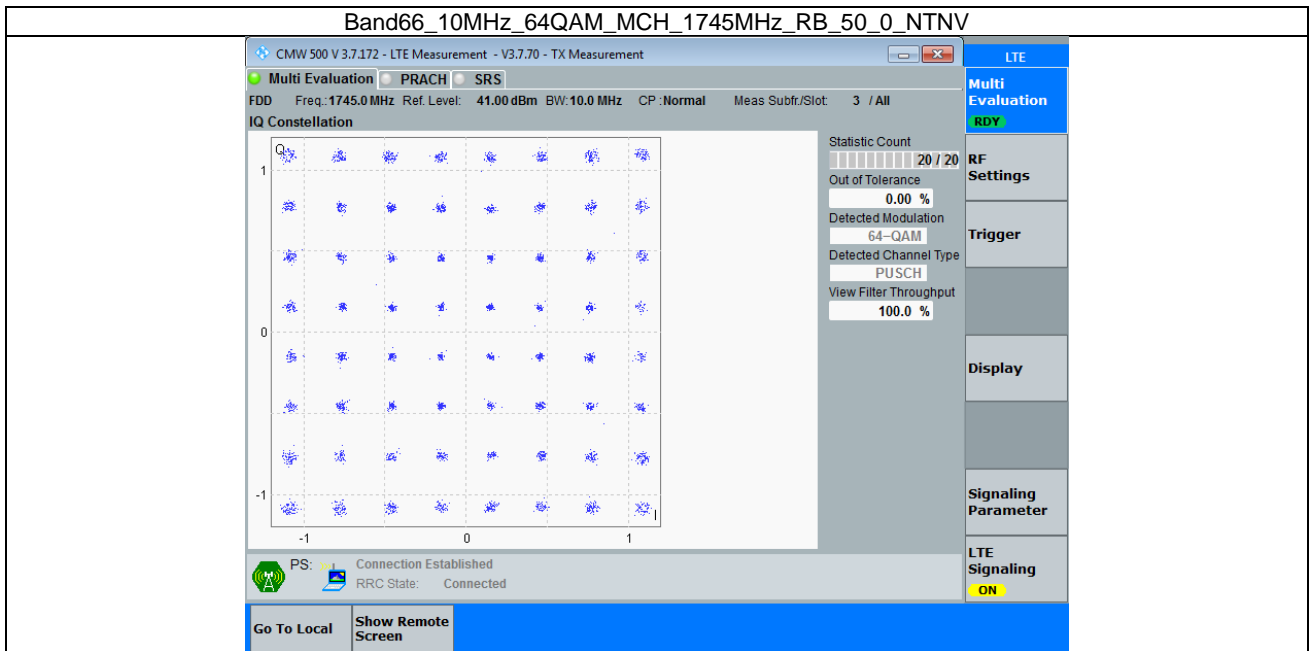 Band66_10MHz_64QAM_MCH_1745MHz_RB_50_0_NTNV
CMW 500 V 3.7.172 - LTE Measurement - V3.7.70 - TX Measurement
LTE
Multi Evaluation PRACH SRS
Multi
Evaluation
RDY
FDD Freq.:1745.0 MHz Ref. Level: 41.00 dBm BW:10.0 MHz CP :Normal Meas Subfr./Slot: 3 / All
IQ Constellation
Q
1
0
-1
I
-1 0 1
Statistic Count
20 / 20
Out of Tolerance
0.00 %
Detected Modulation
64-QAM
Detected Channel Type
PUSCH
View Filter Throughput
100.0 %
RF
Settings
Trigger
Display
Signaling
Parameter
LTE
Signaling
ON
PS: Connection Established
RRC State: Connected
Go To Local
Show Remote
Screen